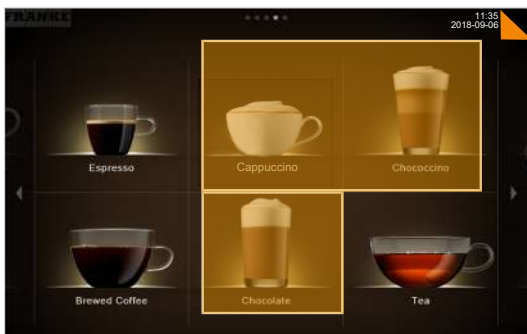 FRANKE
11:35
2018-09-06
Espresso
Cappuccino
Chococcino
Brewed Coffee
Chocolate
Tea